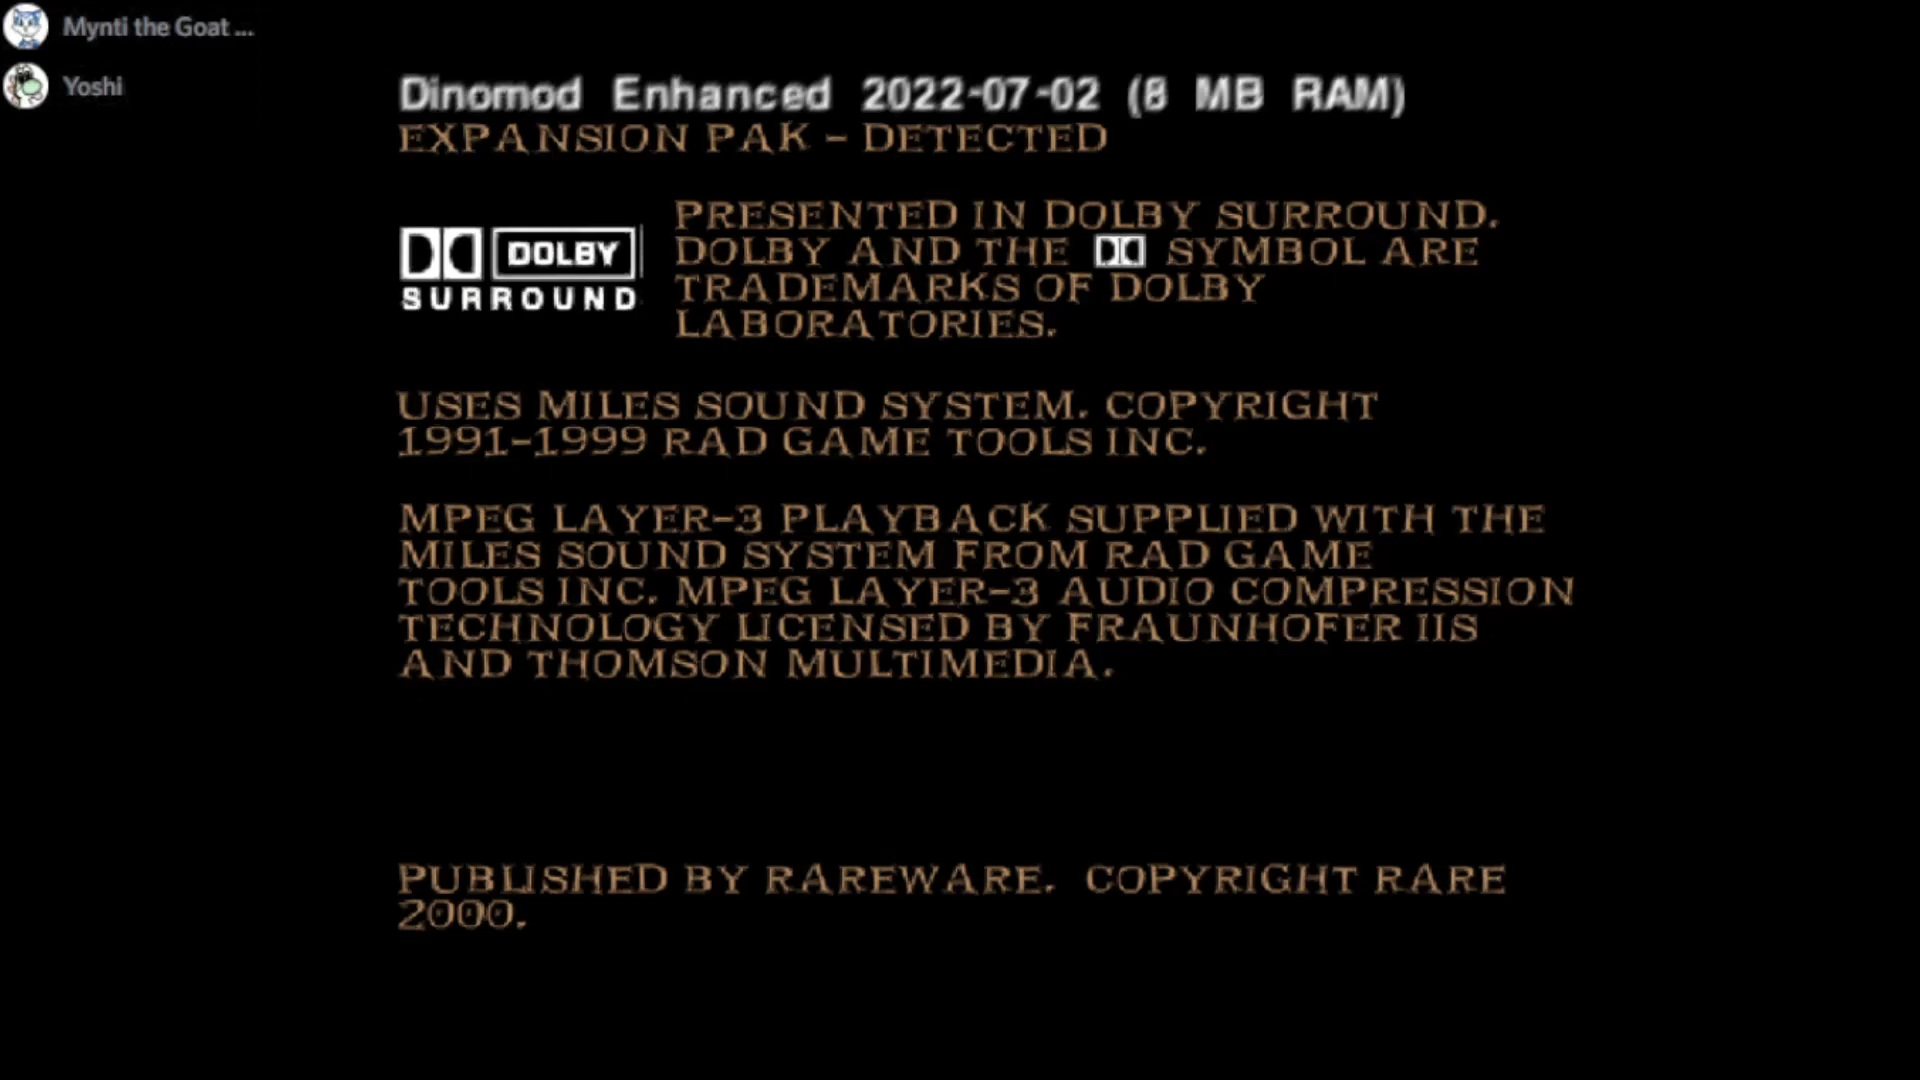 Mynti the Goat ...
Yoshi
Dinomod Enhanced 2022-07-02 (8 MB RAM)
EXPANSION PAK - DETECTED
DOLBY
SURROUND
PRESENTED IN DOLBY SURROUND.
DOLBY AND THE SYMBOL ARE
TRADEMARKS OF DOLBY
LABORATORIES.
USES MILES SOUND SYSTEM. COPYRIGHT
1991-1999 RAD GAME TOOLS INC.
MPEG LAYER-3 PLAYBACK SUPPLIED WITH THE
MILES SOUND SYSTEM FROM RAD GAME
TOOLS INC. MPEG LAYER-3 AUDIO COMPRESSION
TECHNOLOGY LICENSED BY FRAUNHOFER IIS
AND THOMSON MULTIMEDIA.
PUBLISHED BY RAREWARE. COPYRIGHT RARE
2000.